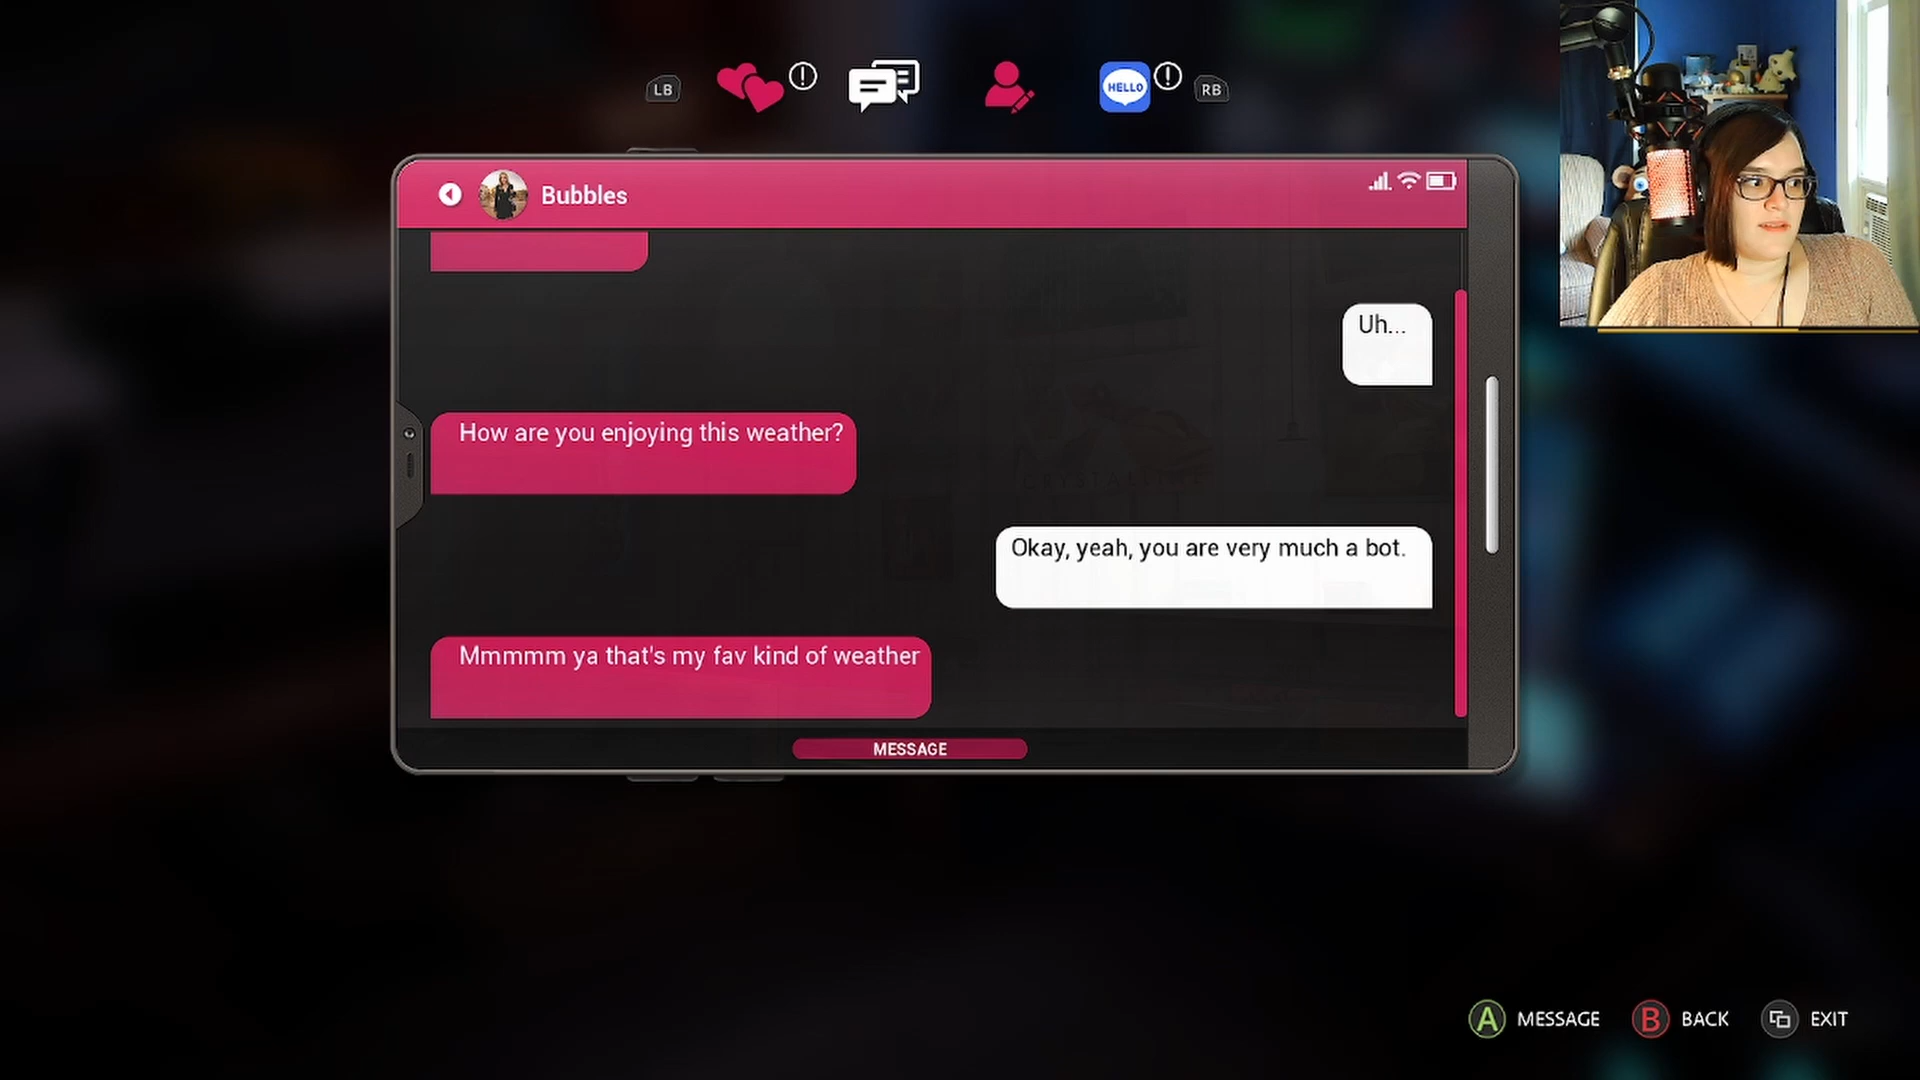 LB
HELLO
RB
Bubbles
Uh...
How are you enjoying this weather?
Okay, yeah, you are very much a bot.
Mmmmm ya that's my fav kind of weather
MESSAGE
A MESSAGE
B BACK
EXIT